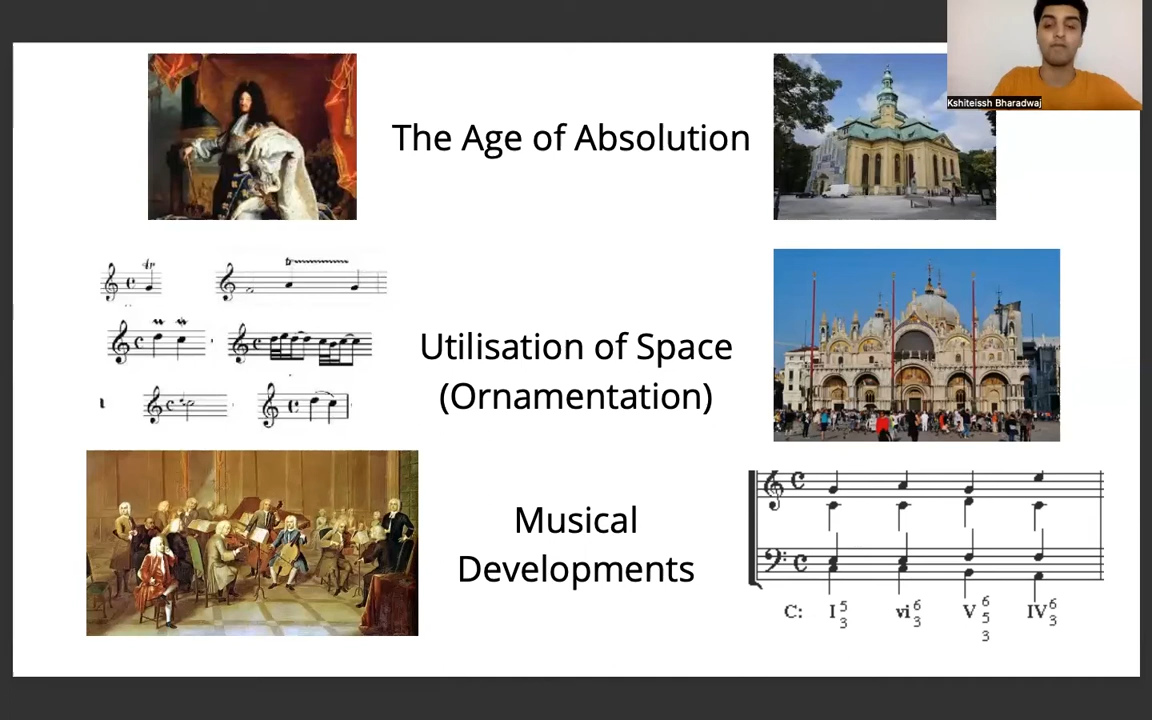 Kshiteissh Bharadwaj
The Age of Absolution
Utilisation of Space
(Ornamentation)
Musical
Developments
C: I 5 3 vi 6 3 V 6 5 3 IV 6 3